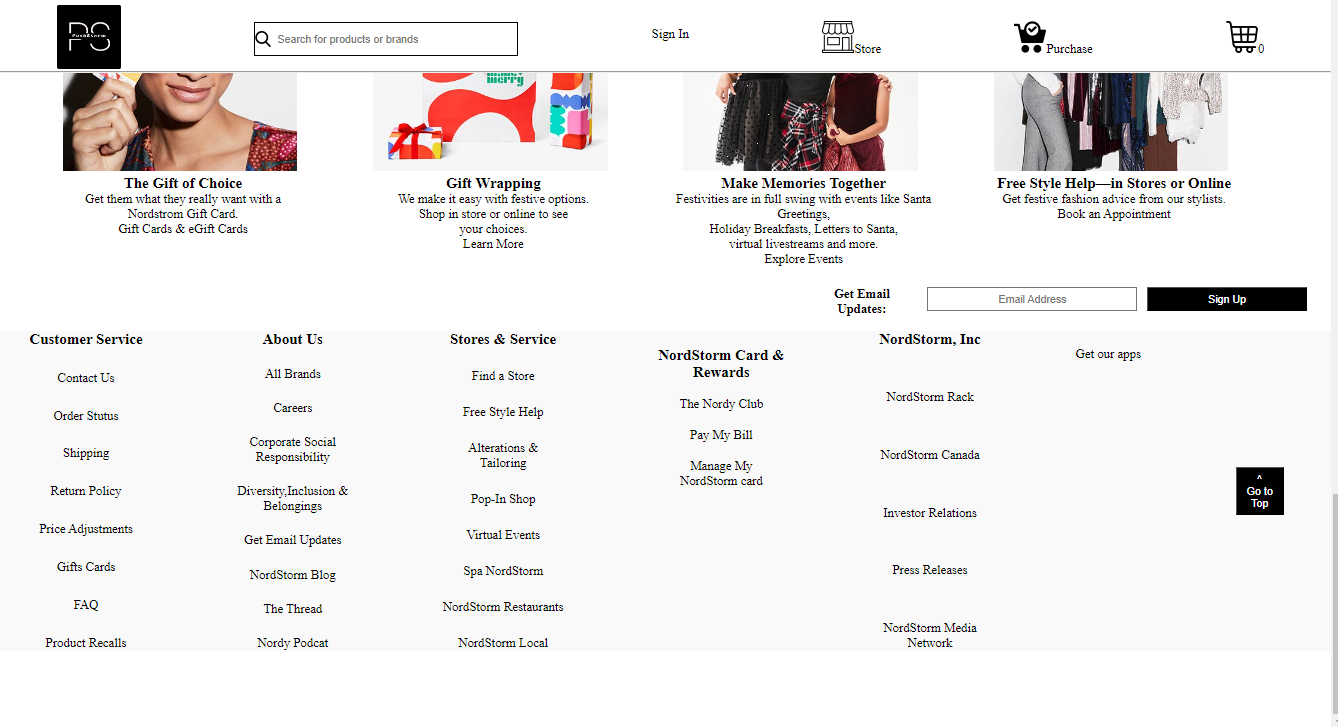 PS
PoshStorm
Search for products or brands
Sign In
Store
Purchase
0
merry
The Gift of Choice
Get them what they really want with a
Nordstrom Gift Card.
Gift Cards & eGift Cards
Gift Wrapping
We make it easy with festive options.
Shop in store or online to see
your choices.
Learn More
Make Memories Together
Festivities are in full swing with events like Santa
Greetings,
Holiday Breakfasts, Letters to Santa,
virtual livestreams and more.
Explore Events
Free Style Help—in Stores or Online
Get festive fashion advice from our stylists.
Book an Appointment
Get Email
Updates:
Email Address
Sign Up
Customer Service
Contact Us
Order Stutus
Shipping
Return Policy
Price Adjustments
Gifts Cards
FAQ
Product Recalls
About Us
All Brands
Careers
Corporate Social
Responsibility
Diversity,Inclusion &
Belongings
Get Email Updates
NordStorm Blog
The Thread
Nordy Podcat
Stores & Service
Find a Store
Free Style Help
Alterations &
Tailoring
Pop-In Shop
Virtual Events
Spa NordStorm
NordStorm Restaurants
NordStorm Local
NordStorm Card &
Rewards
The Nordy Club
Pay My Bill
Manage My
NordStorm card
NordStorm, Inc
NordStorm Rack
NordStorm Canada
Investor Relations
Press Releases
NordStorm Media
Network
Get our apps
^
Go to
Top